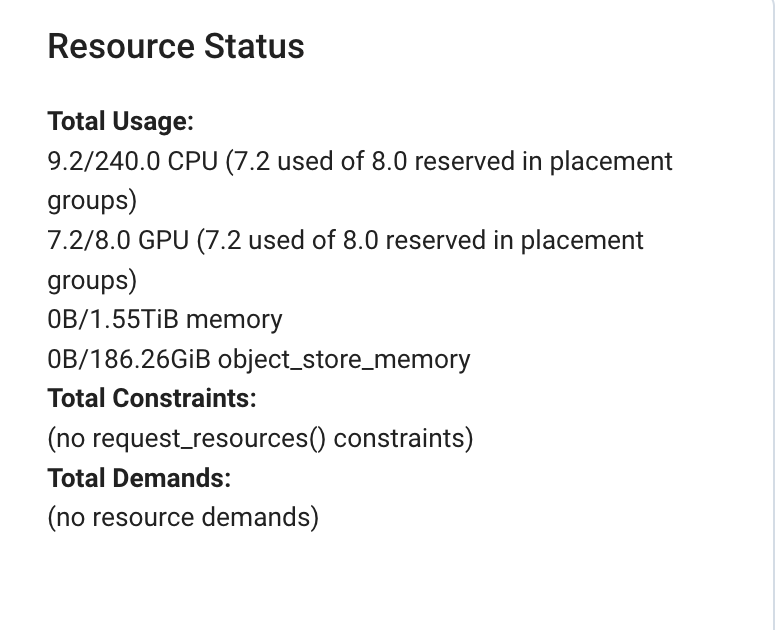 Resource Status
Total Usage:
9.2/240.0 CPU (7.2 used of 8.0 reserved in placement
groups)
7.2/8.0 GPU (7.2 used of 8.0 reserved in placement
groups)
0B/1.55TiB memory
0B/186.26GiB object_store_memory
Total Constraints:
(no request_resources() constraints)
Total Demands:
(no resource demands)